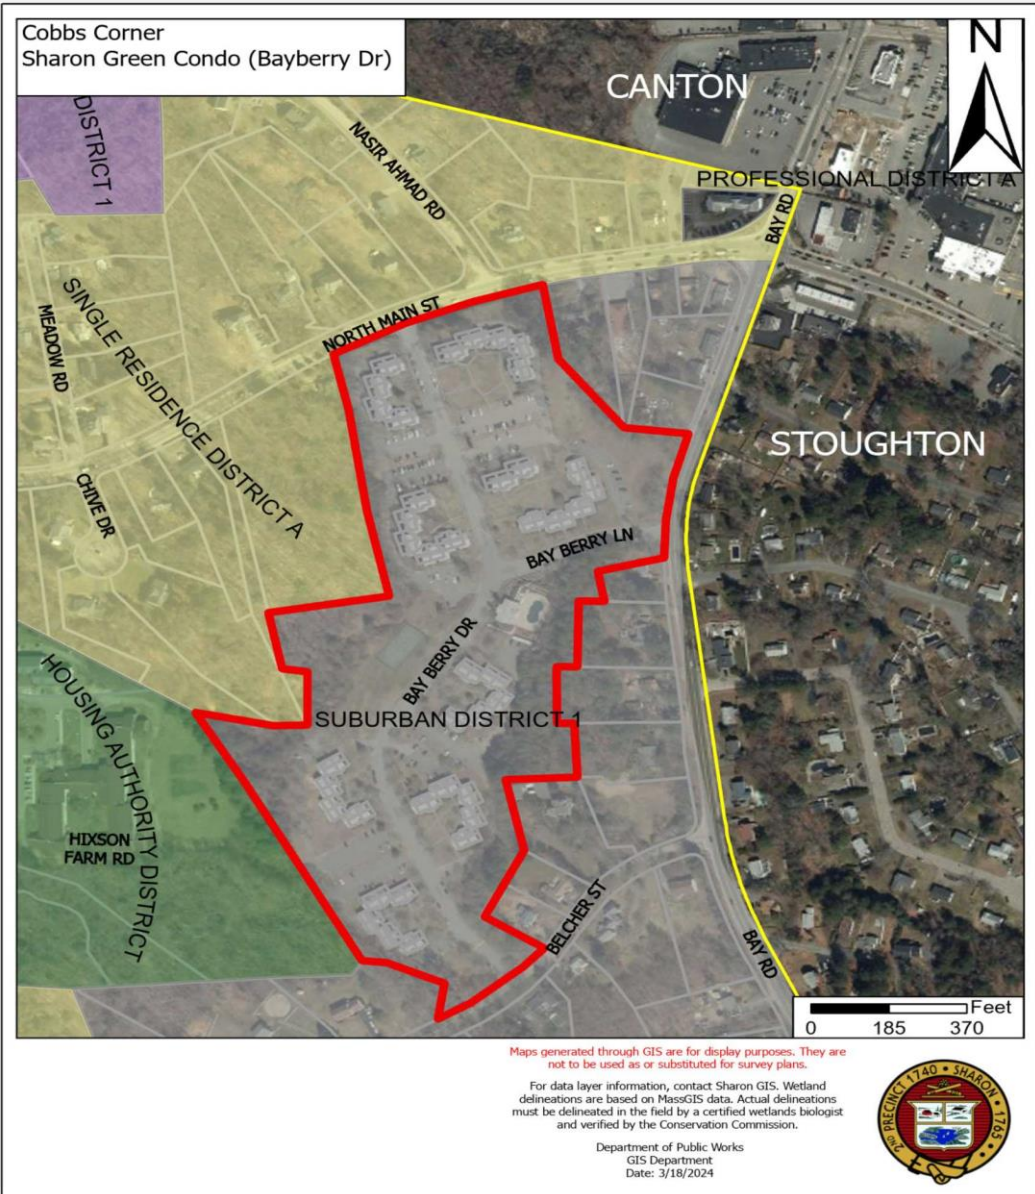 Cobbs Corner
Sharon Green Condo (Bayberry Dr)
N
CANTON
DISTRICT 1
NASIR AHMAD RD
PROFESSIONAL DISTRICT A
BAY RD
SINGLE RESIDENCE DISTRICT A
MEADOW RD
NORTH MAIN ST
STOUGHTON
CHIVE DR
BAY BERRY LN
BAY BERRY DR
SUBURBAN DISTRICT 1
HOUSING AUTHORITY DISTRICT
HIXSON
FARM RD
BELCHER ST
BAY RD
Feet
0 185 370
Maps generated through GIS are for display purposes. They are
not to be used as or substituted for survey plans.
For data layer information, contact Sharon GIS. Wetland
delineations are based on MassGIS data. Actual delineations
must be delineated in the field by a certified wetlands biologist
and verified by the Conservation Commission.
Department of Public Works
GIS Department
Date: 3/18/2024
2ND PRECINCT 1740 • SHARON • 1765